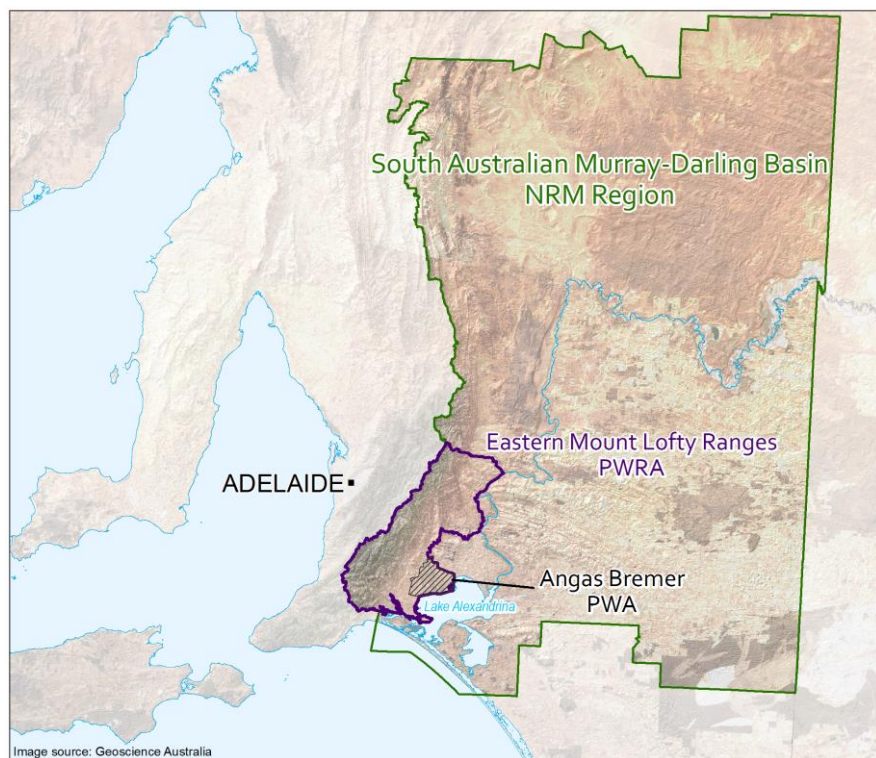 South Australian Murray-Darling Basin
NRM Region
Eastern Mount Lofty Ranges
PWRA
ADELAIDE
Angas Bremer
PWA
Lake Alexandrina
Image source: Geoscience Australia